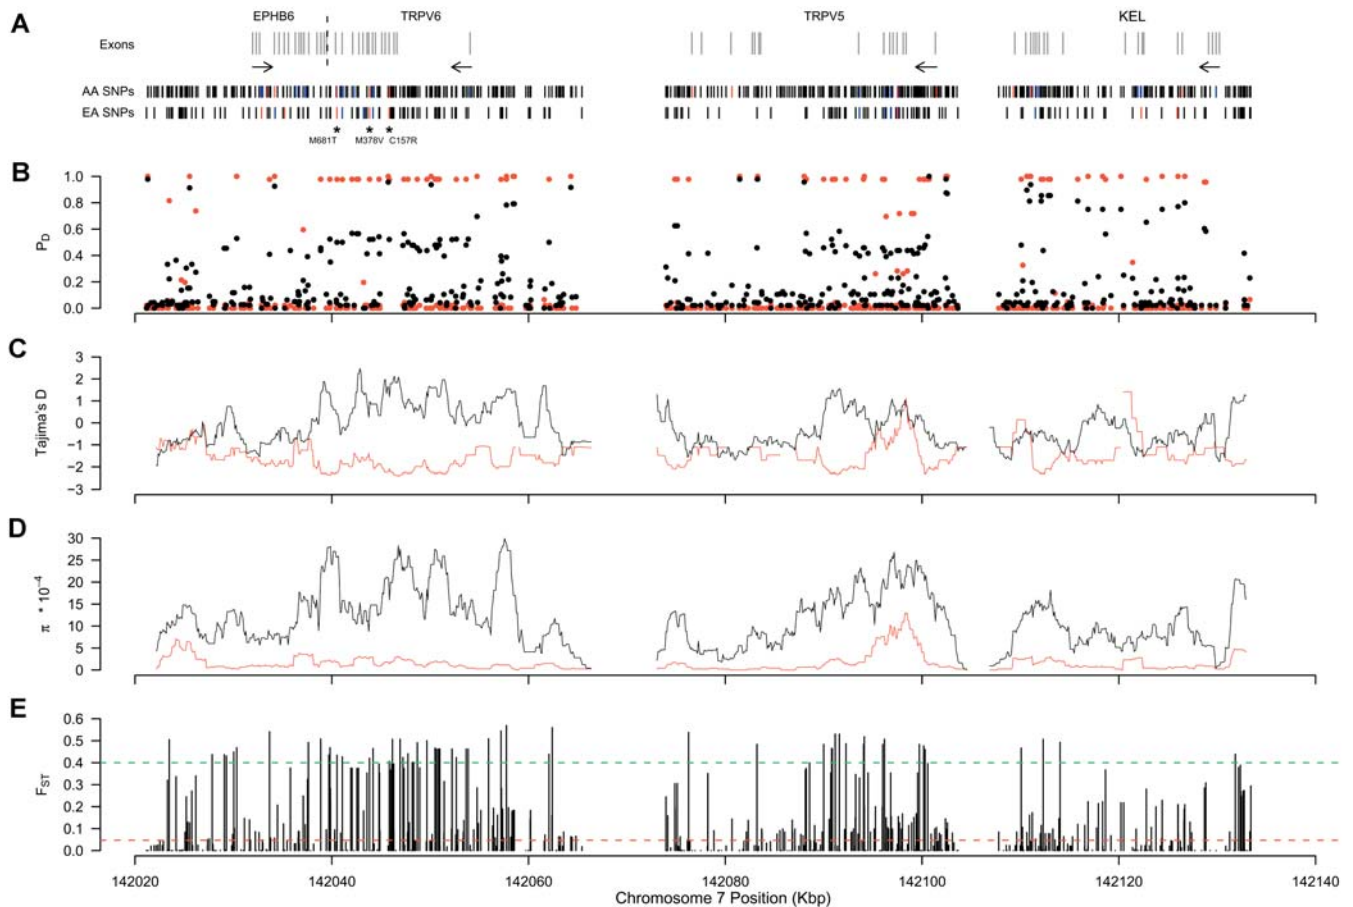 A
EPHB6 TRPV6 TRPV5 KEL
Exons
AA SNPs
EA SNPs
* * *
M681T M378V C157R
B
1.0
0.8
0.6
0.4
0.2
0.0
P_D
C
3
2
1
0
−1
−2
−3
Tajima's D
D
30
25
20
15
10
5
0
π * 10⁻⁴
E
0.6
0.5
0.4
0.3
0.2
0.1
0.0
F_ST
142020 142040 142060 142080 142100 142120 142140
Chromosome 7 Position (Kbp)